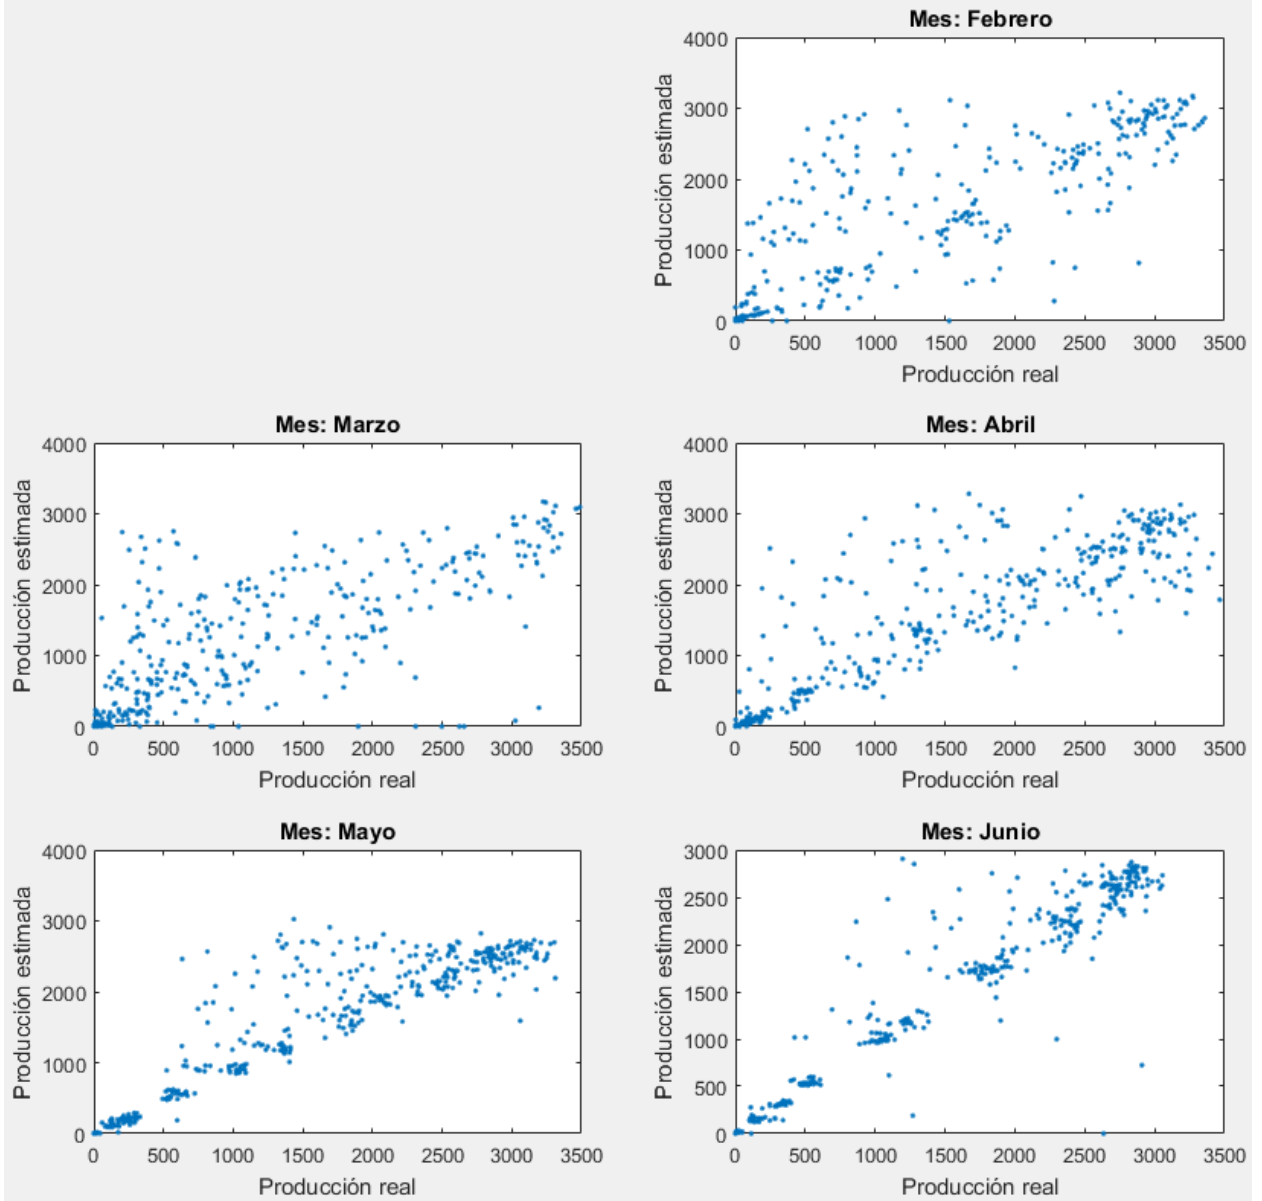 Mes: Febrero
Producción estimada
4000
3000
2000
1000
0
0 500 1000 1500 2000 2500 3000 3500
Producción real
Mes: Marzo
Producción estimada
4000
3000
2000
1000
0
0 500 1000 1500 2000 2500 3000 3500
Producción real
Mes: Abril
Producción estimada
4000
3000
2000
1000
0
0 500 1000 1500 2000 2500 3000 3500
Producción real
Mes: Mayo
Producción estimada
4000
3000
2000
1000
0
0 500 1000 1500 2000 2500 3000 3500
Producción real
Mes: Junio
Producción estimada
3000
2500
2000
1500
1000
500
0
0 500 1000 1500 2000 2500 3000 3500
Producción real